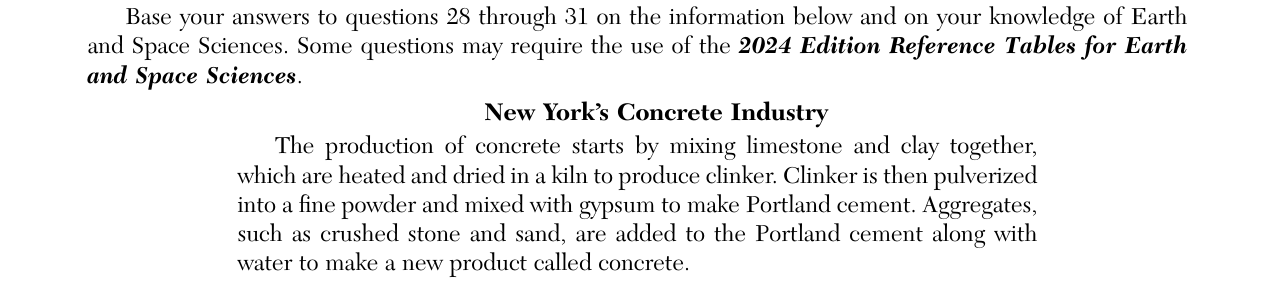 Base your answers to questions 28 through 31 on the information below and on your knowledge of Earth
and Space Sciences. Some questions may require the use of the 2024 Edition Reference Tables for Earth
and Space Sciences.
New York’s Concrete Industry
The production of concrete starts by mixing limestone and clay together,
which are heated and dried in a kiln to produce clinker. Clinker is then pulverized
into a fine powder and mixed with gypsum to make Portland cement. Aggregates,
such as crushed stone and sand, are added to the Portland cement along with
water to make a new product called concrete.